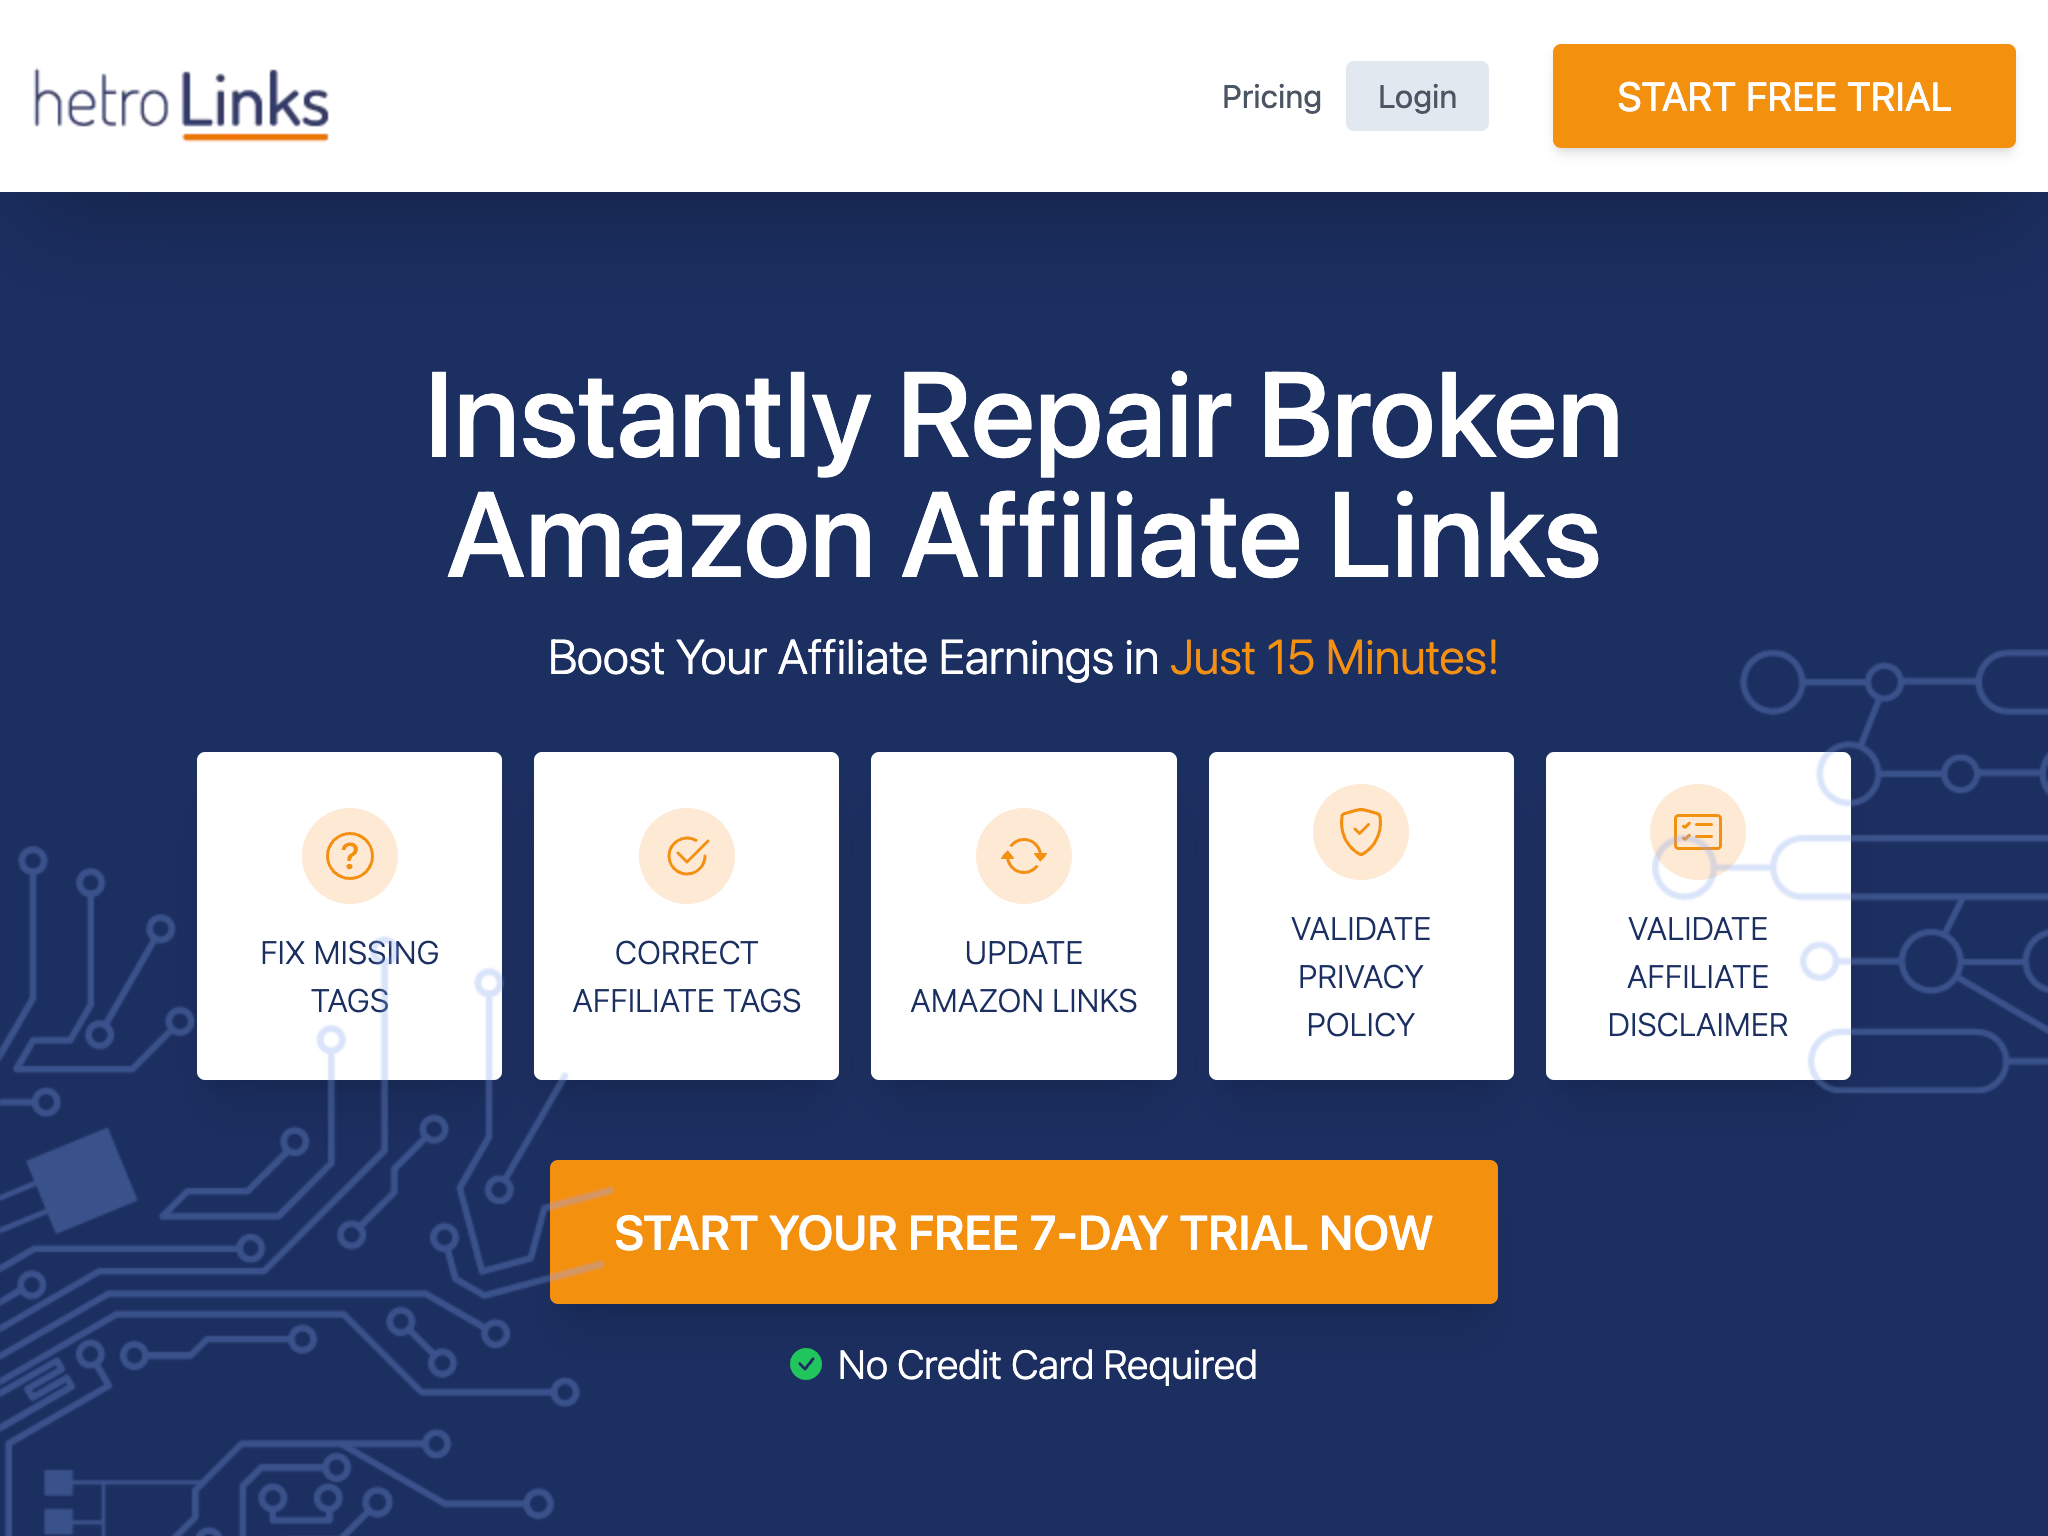 hetro Links
Pricing
Login
START FREE TRIAL
Instantly Repair Broken
Amazon Affiliate Links
Boost Your Affiliate Earnings in Just 15 Minutes!
FIX MISSING
TAGS
CORRECT
AFFILIATE TAGS
UPDATE
AMAZON LINKS
VALIDATE
PRIVACY
POLICY
VALIDATE
AFFILIATE
DISCLAIMER
START YOUR FREE 7-DAY TRIAL NOW
No Credit Card Required